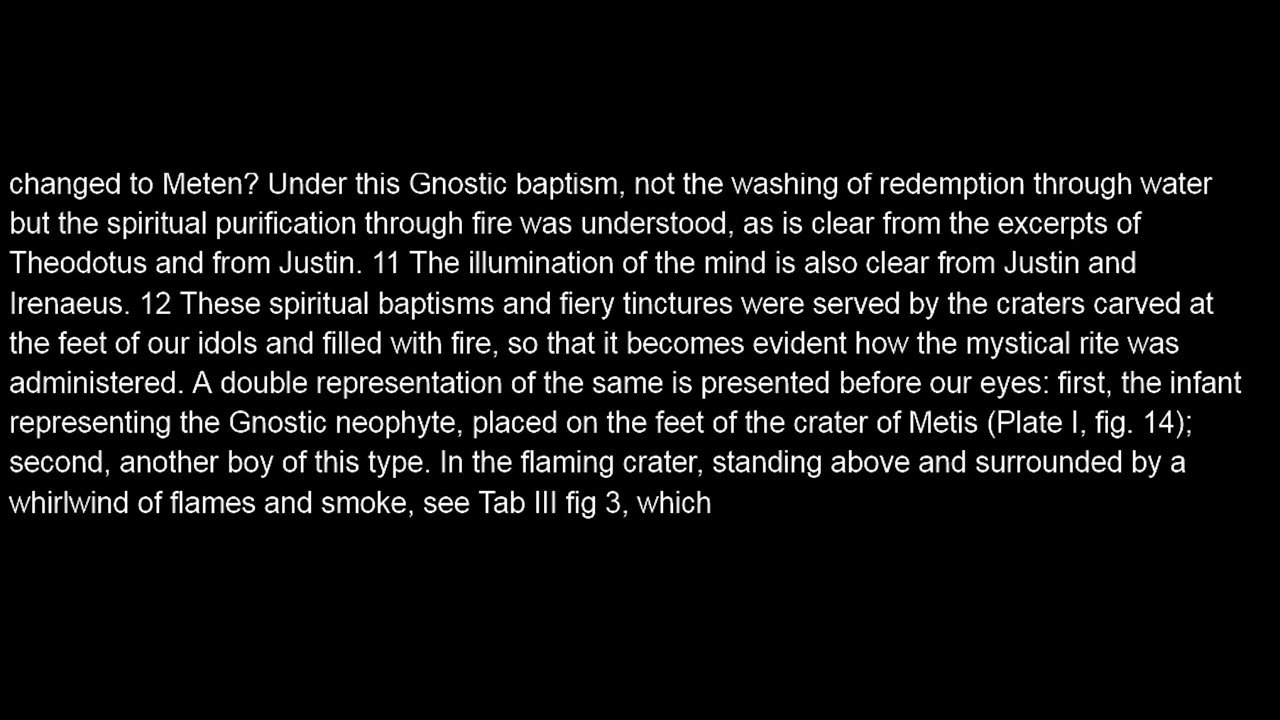 changed to Meten? Under this Gnostic baptism, not the washing of redemption through water
but the spiritual purification through fire was understood, as is clear from the excerpts of
Theodotus and from Justin. 11 The illumination of the mind is also clear from Justin and
Irenaeus. 12 These spiritual baptisms and fiery tinctures were served by the craters carved at
the feet of our idols and filled with fire, so that it becomes evident how the mystical rite was
administered. A double representation of the same is presented before our eyes: first, the infant
representing the Gnostic neophyte, placed on the feet of the crater of Metis (Plate I, fig. 14);
second, another boy of this type. In the flaming crater, standing above and surrounded by a
whirlwind of flames and smoke, see Tab III fig 3, which